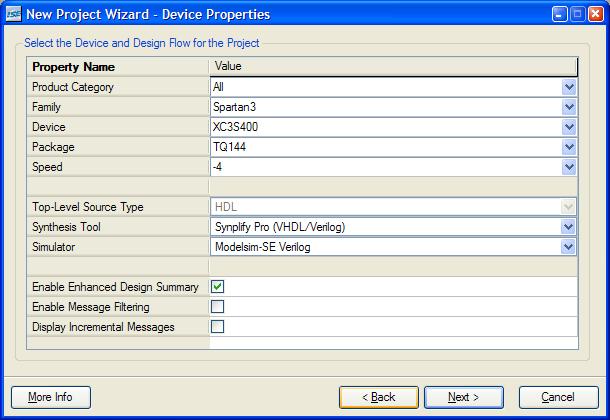 ISE New Project Wizard - Device Properties
Select the Device and Design Flow for the Project
Property Name Value
Product Category All
Family Spartan3
Device XC3S400
Package TQ144
Speed -4
Top-Level Source Type HDL
Synthesis Tool Synplify Pro (VHDL/Verilog)
Simulator Modelsim-SE Verilog
Enable Enhanced Design Summary
Enable Message Filtering
Display Incremental Messages
More Info < Back Next > Cancel